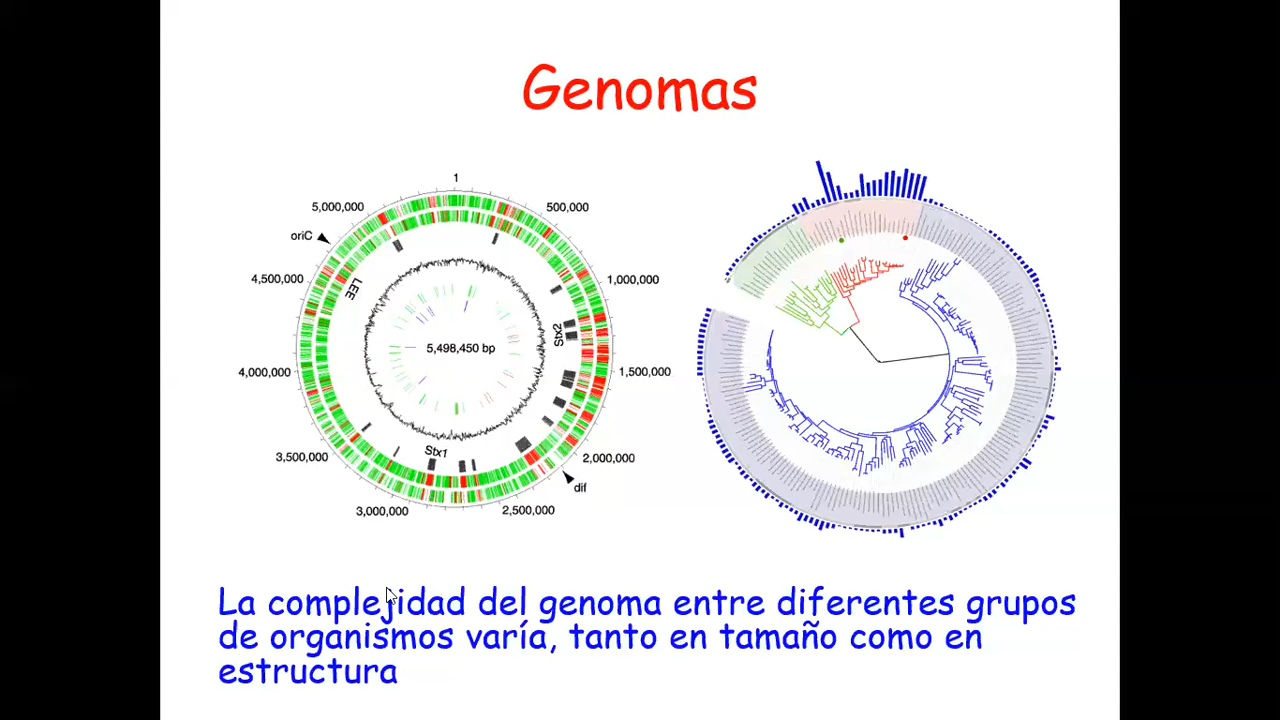 Genomas
1
5,000,000
500,000
oriC
4,500,000
1,000,000
LEE
Stx2
5,498,450 bp
4,000,000
1,500,000
Stx1
3,500,000
2,000,000
dif
3,000,000
2,500,000
La complejidad del genoma entre diferentes grupos
de organismos varía, tanto en tamaño como en
estructura